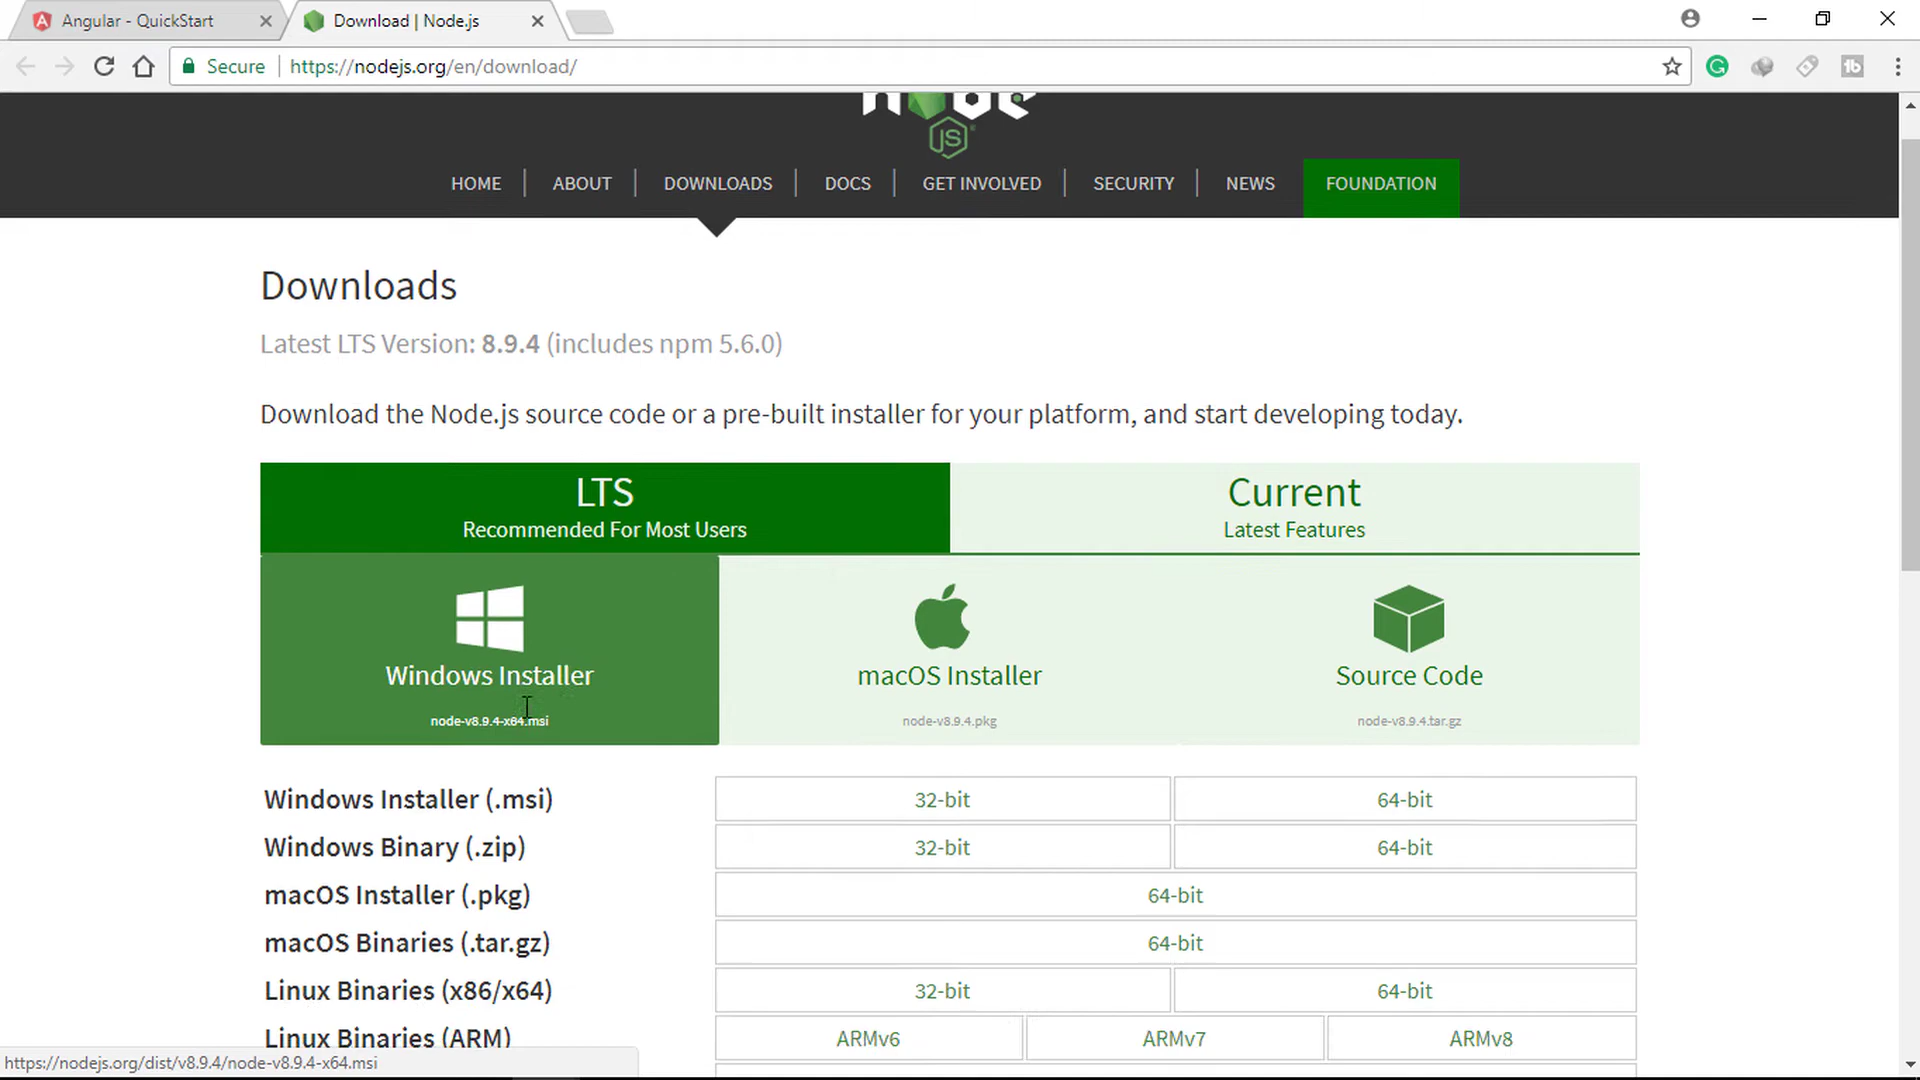 Angular - QuickStart
Download | Node.js
Secure
https://nodejs.org/en/download/
node
JS
HOME
ABOUT
DOWNLOADS
DOCS
GET INVOLVED
SECURITY
NEWS
FOUNDATION
Downloads
Latest LTS Version: 8.9.4 (includes npm 5.6.0)
Download the Node.js source code or a pre-built installer for your platform, and start developing today.
LTS
Recommended For Most Users
Current
Latest Features
Windows Installer
node-v8.9.4-x64.msi
macOS Installer
node-v8.9.4.pkg
Source Code
node-v8.9.4.tar.gz
Windows Installer (.msi)
32-bit
64-bit
Windows Binary (.zip)
32-bit
64-bit
macOS Installer (.pkg)
64-bit
macOS Binaries (.tar.gz)
64-bit
Linux Binaries (x86/x64)
32-bit
64-bit
Linux Binaries (ARM)
ARMv6
ARMv7
ARMv8
https://nodejs.org/dist/v8.9.4/node-v8.9.4-x64.msi